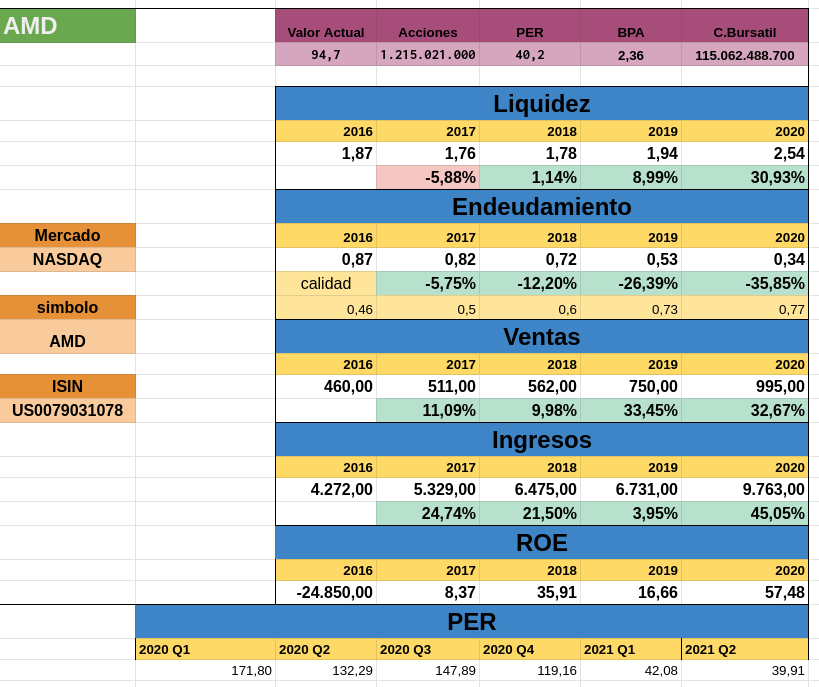 AMD
Valor Actual Acciones PER BPA C.Bursatil
94,7 1.215.021.000 40,2 2,36 115.062.488.700
Liquidez
2016 2017 2018 2019 2020
1,87 1,76 1,78 1,94 2,54
-5,88% 1,14% 8,99% 30,93%
Endeudamiento
Mercado 2016 2017 2018 2019 2020
NASDAQ 0,87 0,82 0,72 0,53 0,34
calidad -5,75% -12,20% -26,39% -35,85%
simbolo 0,46 0,5 0,6 0,73 0,77
AMD Ventas
2016 2017 2018 2019 2020
ISIN 460,00 511,00 562,00 750,00 995,00
US0079031078 11,09% 9,98% 33,45% 32,67%
Ingresos
2016 2017 2018 2019 2020
4.272,00 5.329,00 6.475,00 6.731,00 9.763,00
24,74% 21,50% 3,95% 45,05%
ROE
2016 2017 2018 2019 2020
-24.850,00 8,37 35,91 16,66 57,48
PER
2020 Q1 2020 Q2 2020 Q3 2020 Q4 2021 Q1 2021 Q2
171,80 132,29 147,89 119,16 42,08 39,91